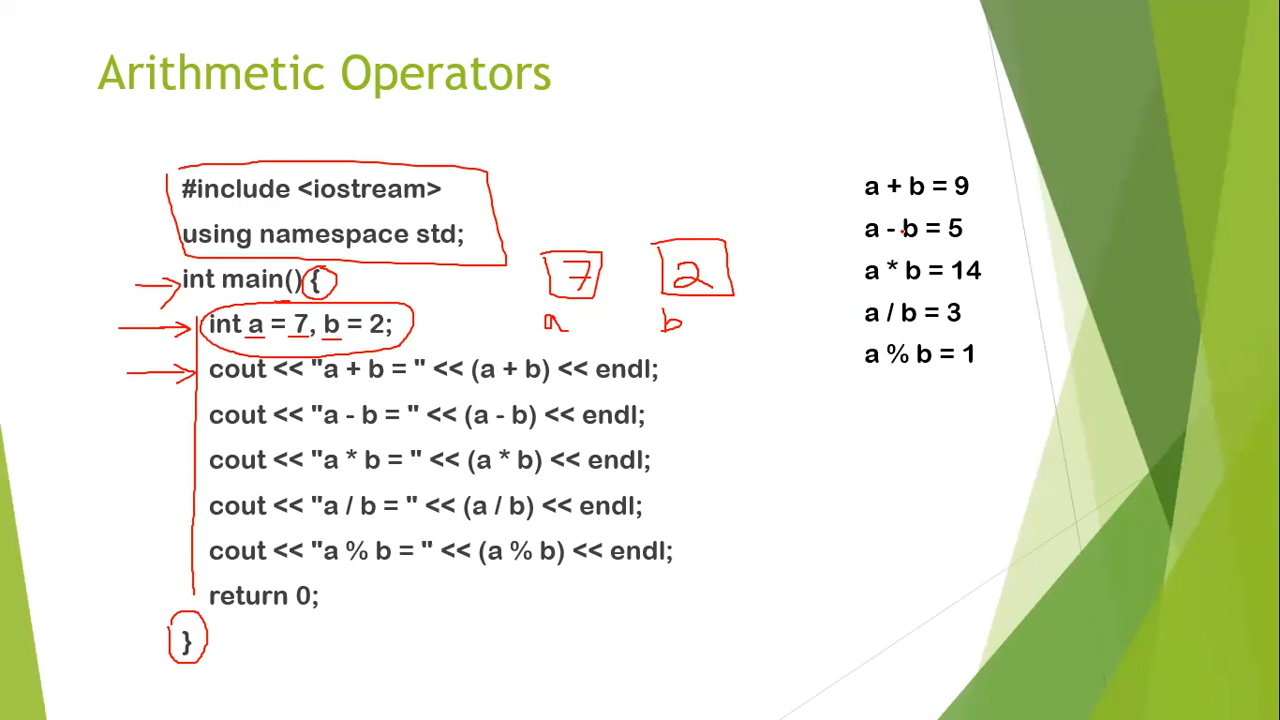 Arithmetic Operators
#include <iostream>
using namespace std;
int main() {
int a = 7, b = 2;
cout << "a + b = " << (a + b) << endl;
cout << "a - b = " << (a - b) << endl;
cout << "a * b = " << (a * b) << endl;
cout << "a / b = " << (a / b) << endl;
cout << "a % b = " << (a % b) << endl;
return 0;
}
7 2
a b
a + b = 9
a - b = 5
a * b = 14
a / b = 3
a % b = 1